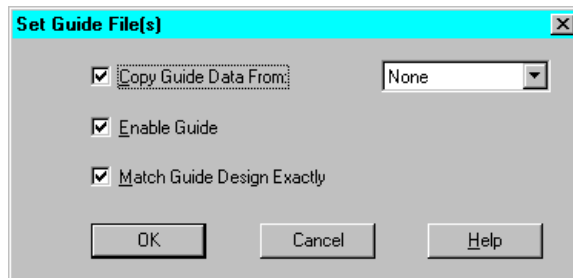 Set Guide File(s)
Copy Guide Data From: None
Enable Guide
Match Guide Design Exactly
OK Cancel Help